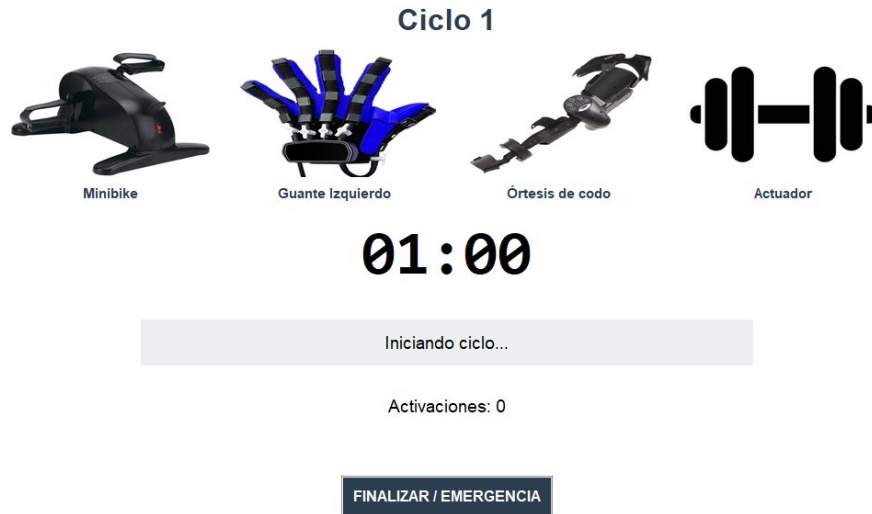 Ciclo 1
Minibike
Guante Izquierdo
Órtesis de codo
Actuador
01:00
Iniciando ciclo...
Activaciones: 0
FINALIZAR / EMERGENCIA